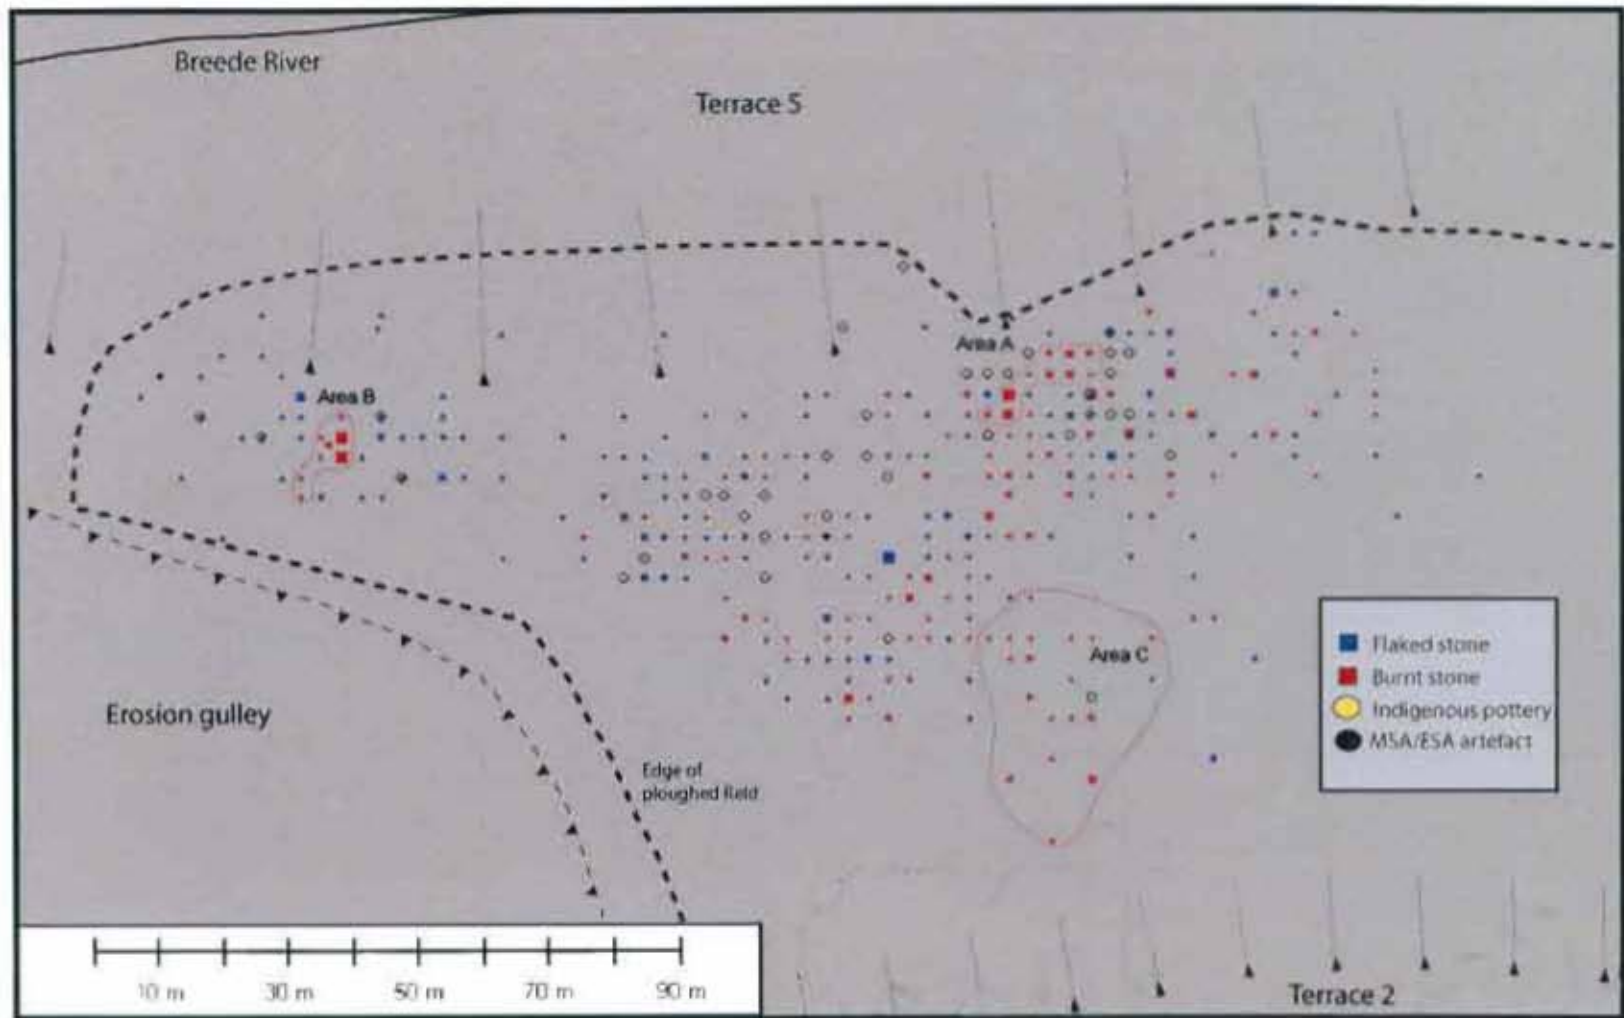 Breede River
Terrace 5
Area A
Area B
Area C
Flaked stone
Burnt stone
Indigenous pottery
MSA/ESA artefact
Erosion gulley
Edge of
ploughed field
10 m 30 m 50 m 70 m 90 m
Terrace 2